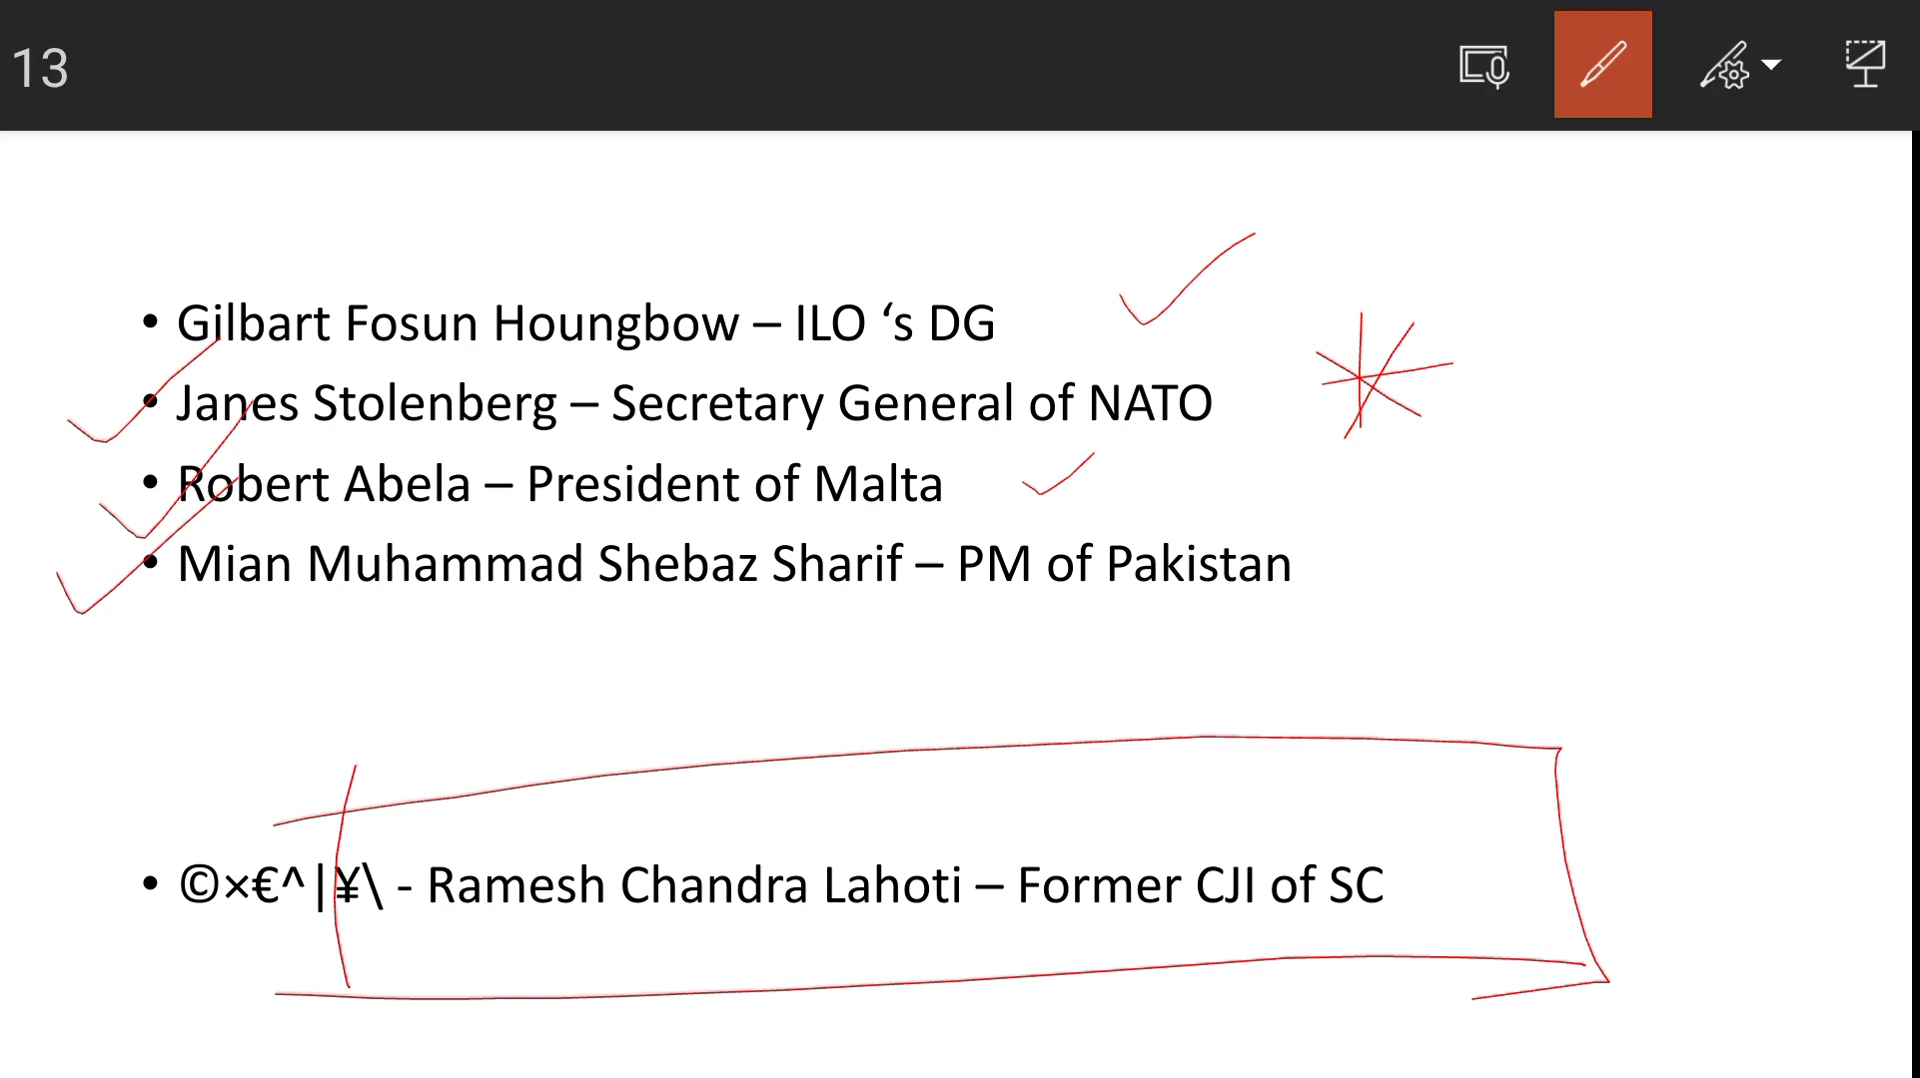 13
• Gilbart Fosun Houngbow – ILO ‘s DG
• Janes Stolenberg – Secretary General of NATO
• Robert Abela – President of Malta
• Mian Muhammad Shebaz Sharif – PM of Pakistan
• ©×€^|¥\ - Ramesh Chandra Lahoti – Former CJI of SC